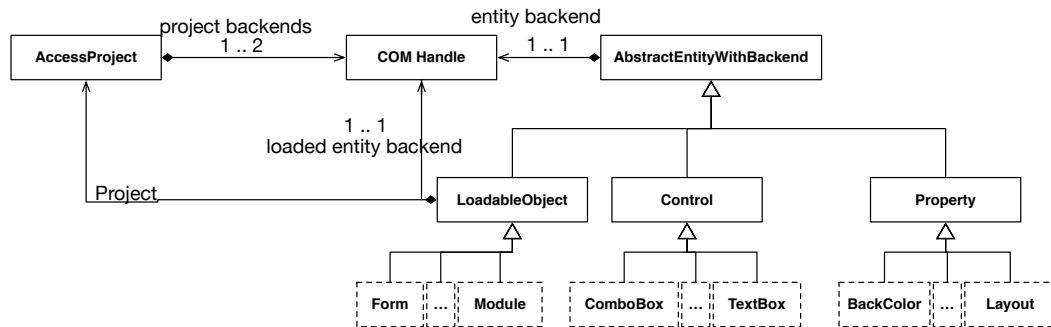 entity backend
project backends
1 .. 2
1 .. 1
AccessProject
COM Handle
AbstractEntityWithBackend
1 .. 1
loaded entity backend
Project
LoadableObject
Control
Property
Form
...
Module
ComboBox
...
TextBox
BackColor
...
Layout